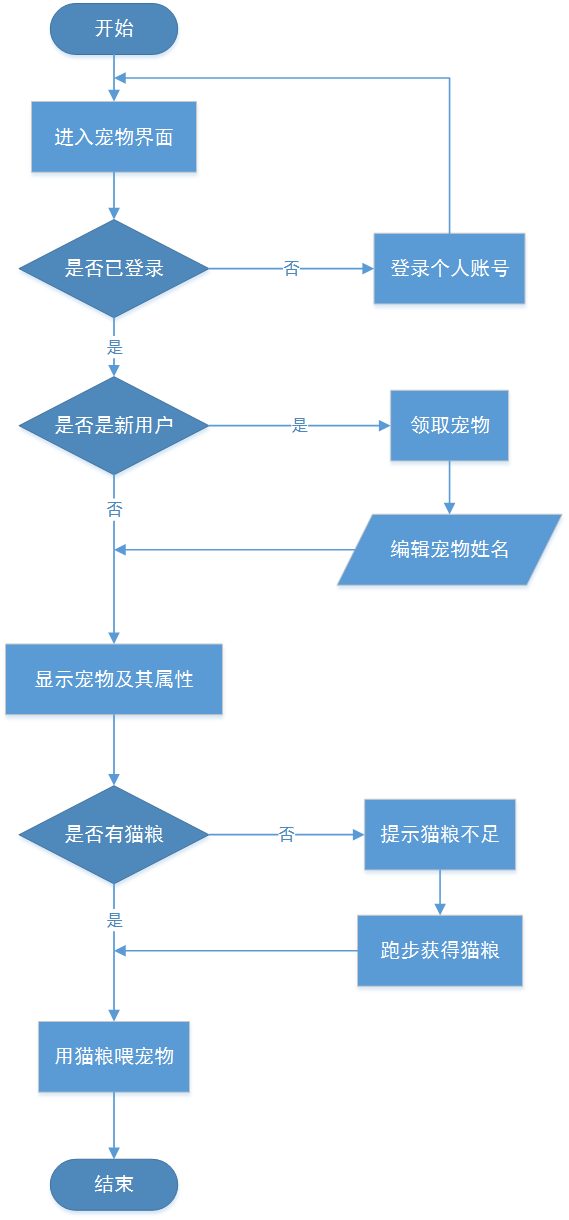 开始
进入宠物界面
是否已登录
否
登录个人账号
是
是否是新用户
是
领取宠物
否
编辑宠物姓名
显示宠物及其属性
是否有猫粮
否
提示猫粮不足
是
跑步获得猫粮
用猫粮喂宠物
结束